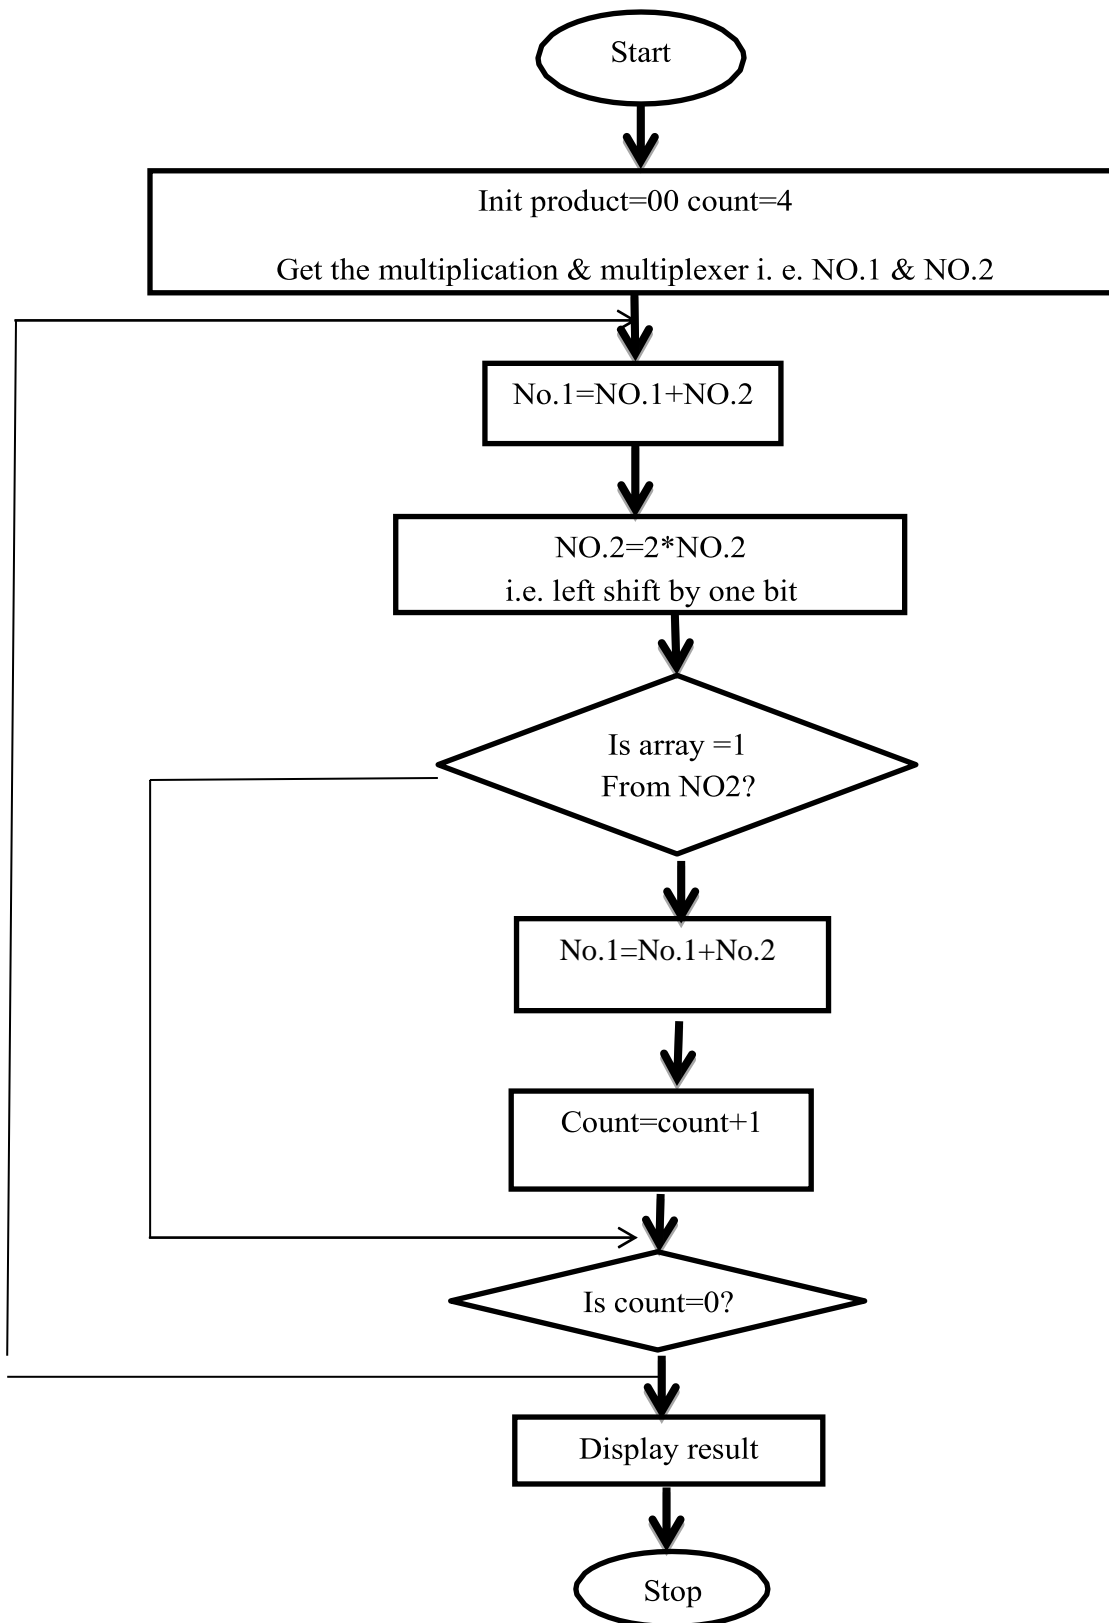 Start
Init product=00 count=4
Get the multiplication & multiplexer i. e. NO.1 & NO.2
No.1=NO.1+NO.2
NO.2=2*NO.2
i.e. left shift by one bit
Is array =1
From NO2?
No.1=No.1+No.2
Count=count+1
Is count=0?
Display result
Stop